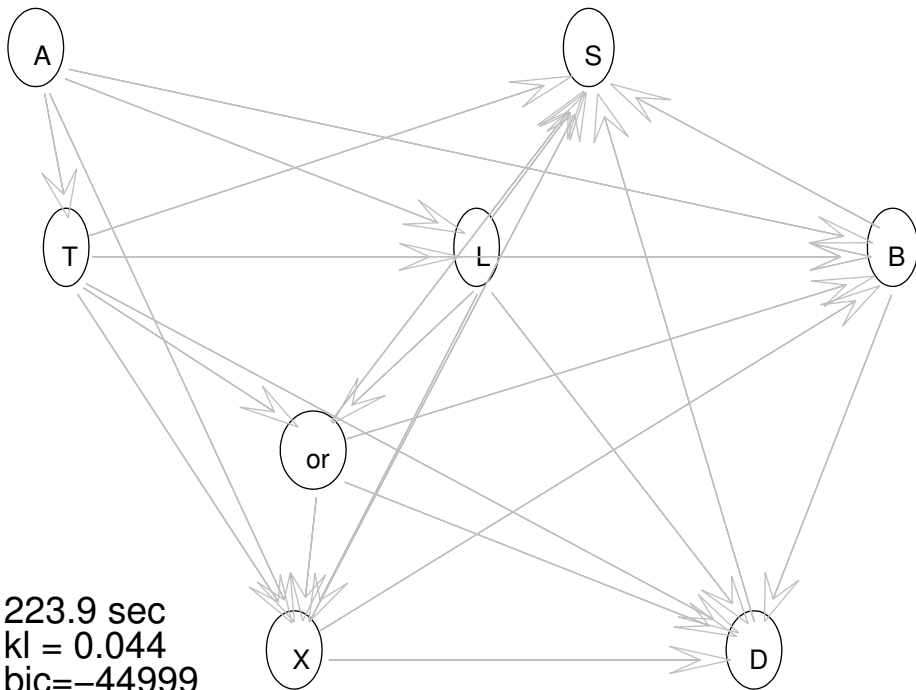 A
S
T
L
B
or
X
D
223.9 sec
kl = 0.044
bic=−44999